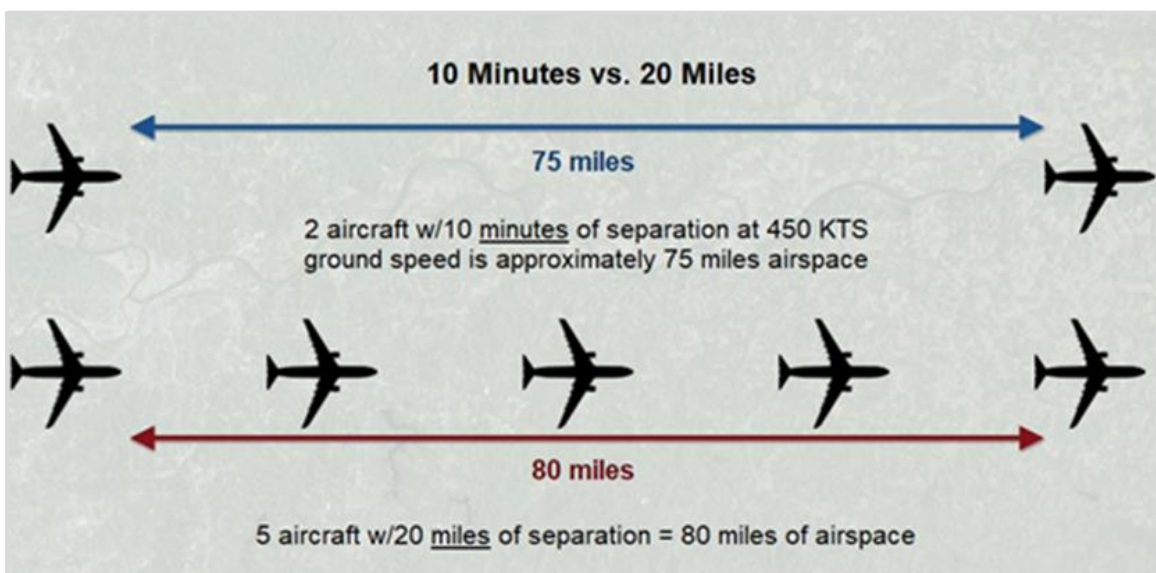 10 Minutes vs. 20 Miles
75 miles
2 aircraft w/10 minutes of separation at 450 KTS
ground speed is approximately 75 miles airspace
80 miles
5 aircraft w/20 miles of separation = 80 miles of airspace